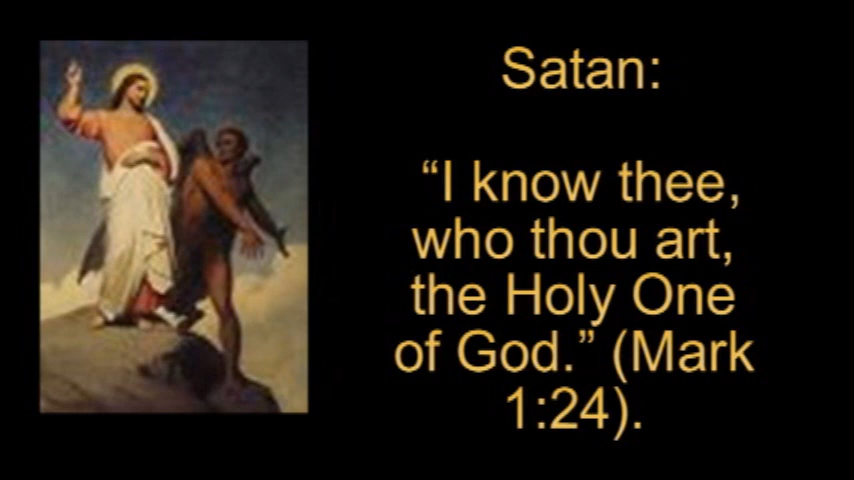 Satan:
“I know thee,
who thou art,
the Holy One
of God.” (Mark
1:24).